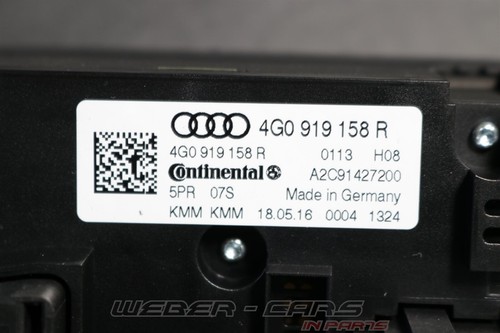 4G0 919 158 R
4G0 919 158 R 0113 H08
Continental A2C91427200
5PR 07S Made in Germany
KMM KMM 18.05.16 0004 1324
WEBER-CARS
IN PARTS